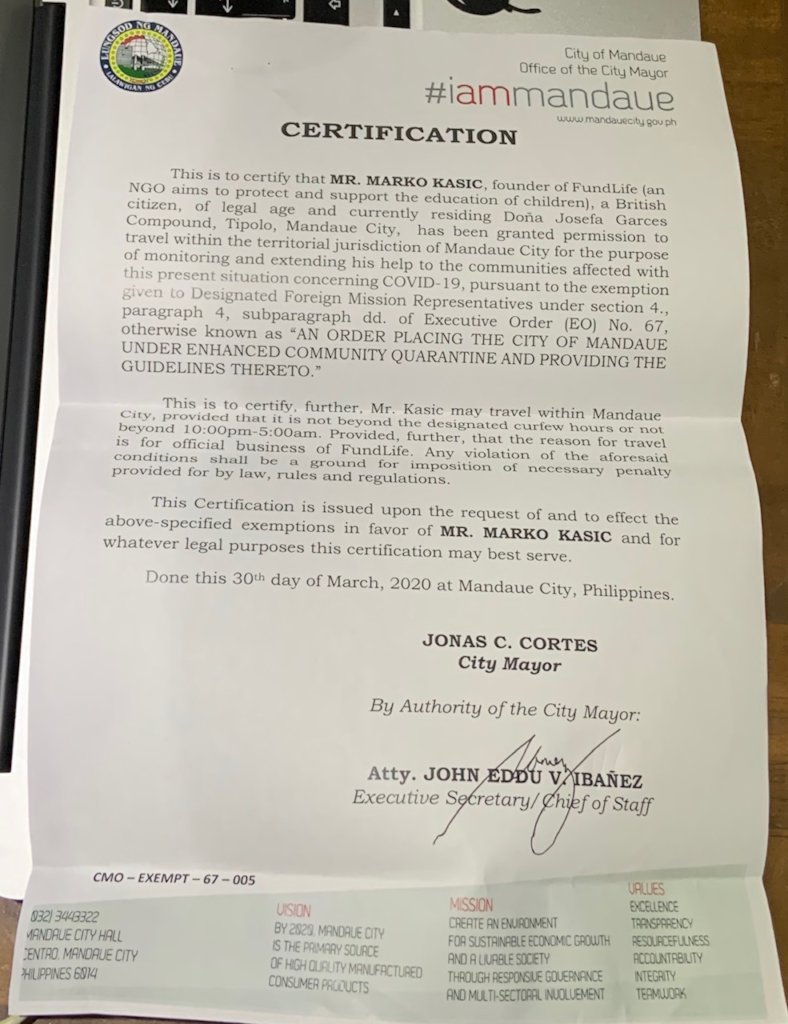 LUNGSOD NG MANDAUE
LALAWIGAN NG CEBU
City of Mandaue
Office of the City Mayor
#iammandaue
www.mandauecity.gov.ph
CERTIFICATION
This is to certify that MR. MARKO KASIC, founder of FundLife (an
NGO aims to protect and support the education of children), a British
citizen, of legal age and currently residing Doña Josefa Garces
Compound, Tipolo, Mandaue City, has been granted permission to
travel within the territorial jurisdiction of Mandaue City for the purpose
of monitoring and extending his help to the communities affected with
this present situation concerning COVID-19, pursuant to the exemption
given to Designated Foreign Mission Representatives under section 4.,
paragraph 4, subparagraph dd. of Executive Order (EO) No. 67,
otherwise known as "AN ORDER PLACING THE CITY OF MANDAUE
UNDER ENHANCED COMMUNITY QUARANTINE AND PROVIDING THE
GUIDELINES THERETO."
This is to certify, further, Mr. Kasic may travel within Mandaue
City, provided that it is not beyond the designated curfew hours or not
beyond 10:00pm-5:00am. Provided, further, that the reason for travel
is for official business of FundLife. Any violation of the aforesaid
conditions shall be a ground for imposition of necessary penalty
provided for by law, rules and regulations.
This Certification is issued upon the request of and to effect the
above-specified exemptions in favor of MR. MARKO KASIC and for
whatever legal purposes this certification may best serve.
Done this 30th day of March, 2020 at Mandaue City, Philippines.
JONAS C. CORTES
City Mayor
By Authority of the City Mayor:
Atty. JOHN EDDU V. IBAÑEZ
Executive Secretary/Chief of Staff
CMO – EXEMPT – 67 – 005
(032) 3443322
MANDAUE CITY HALL
CENTRO, MANDAUE CITY
PHILIPPINES 6014
VISION
BY 2020, MANDAUE CITY
IS THE PRIMARY SOURCE
OF HIGH QUALITY MANUFACTURED
CONSUMER PRODUCTS
MISSION
CREATE AN ENVIRONMENT
FOR SUSTAINABLE ECONOMIC GROWTH
AND A LIVABLE SOCIETY
THROUGH RESPONSIVE GOVERNANCE
AND MULTI-SECTORAL INVOLVEMENT
VALUES
EXCELLENCE
TRANSPARENCY
RESOURCEFULNESS
ACCOUNTABILITY
INTEGRITY
TEAMWORK